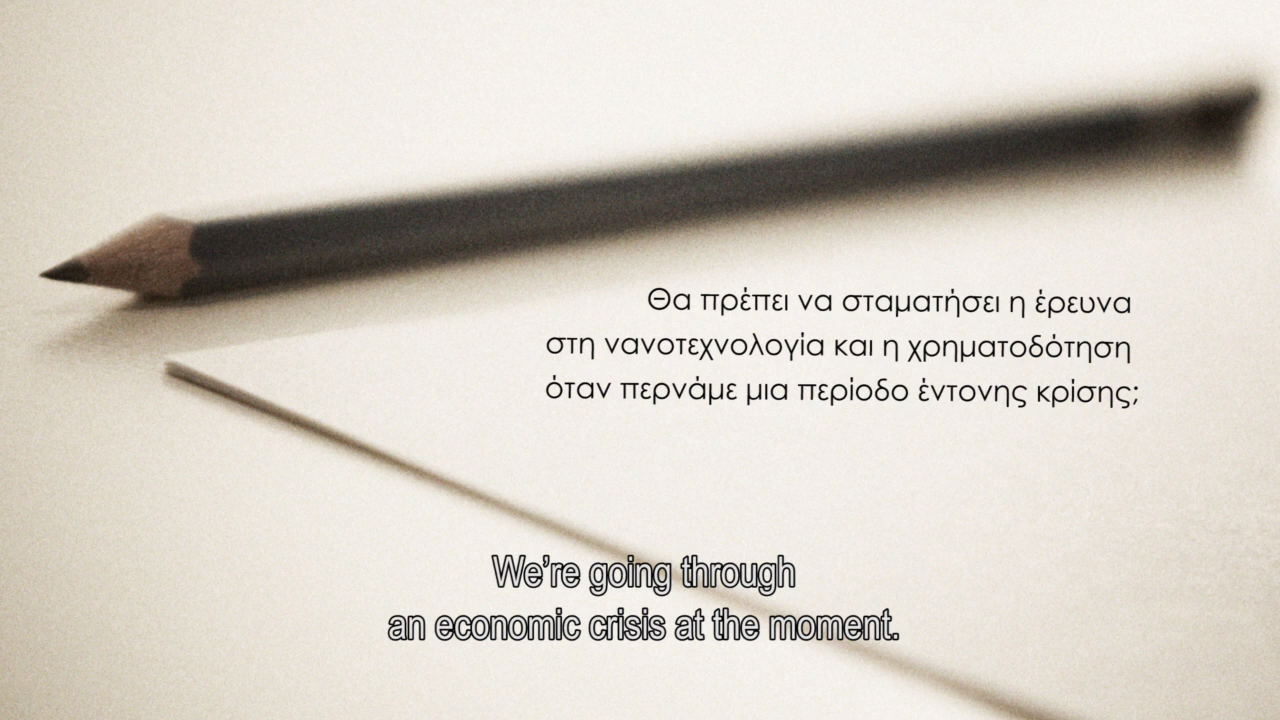 Θα πρέπει να σταματήσει η έρευνα
στη νανοτεχνολογία και η χρηματοδότηση
όταν περνάμε μια περίοδο έντονης κρίσης;
We're going through
an economic crisis at the moment.